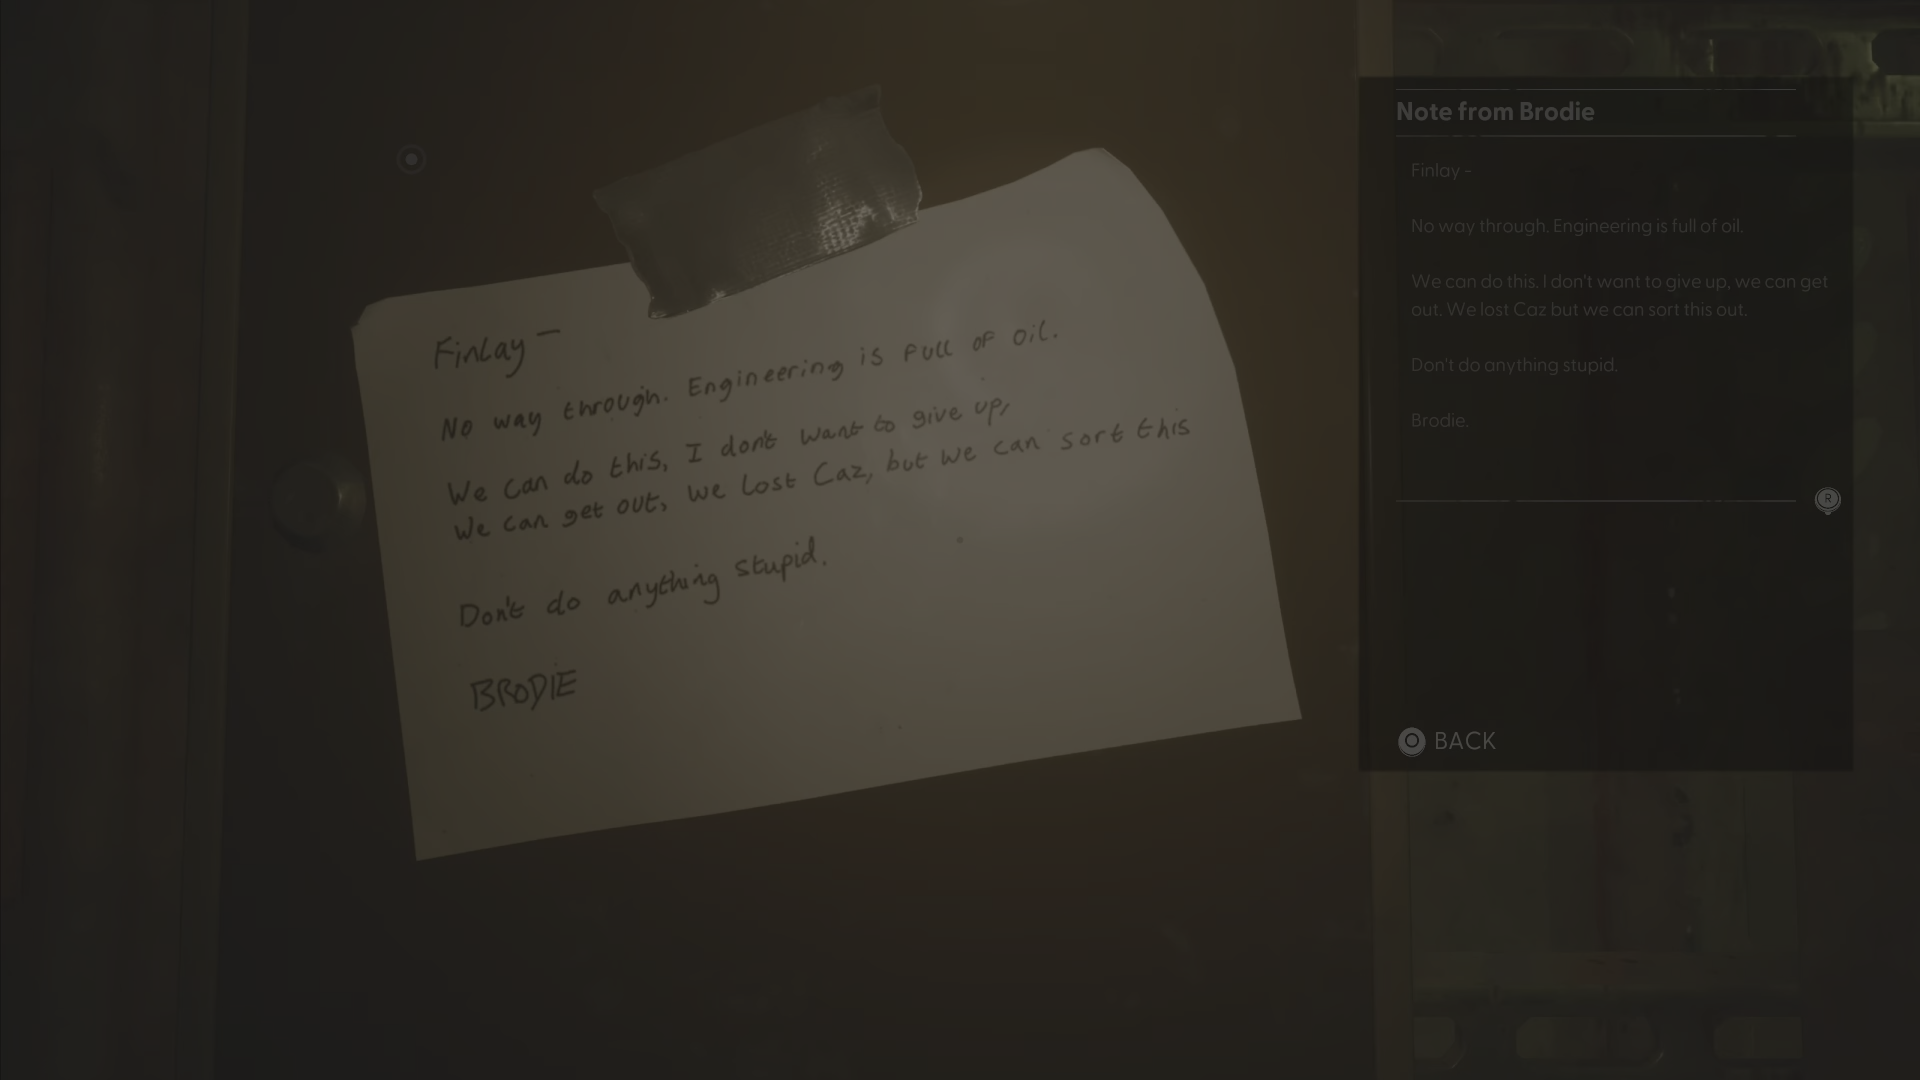 Finlay –
No way through. Engineering is full of oil.
We can do this, I don't want to give up,
We can get out, we lost Caz, but we can sort this
Don't do anything stupid.
BRODIE
Note from Brodie
Finlay -
No way through. Engineering is full of oil.
We can do this. I don't want to give up, we can get
out. We lost Caz but we can sort this out.
Don't do anything stupid.
Brodie.
R
BACK